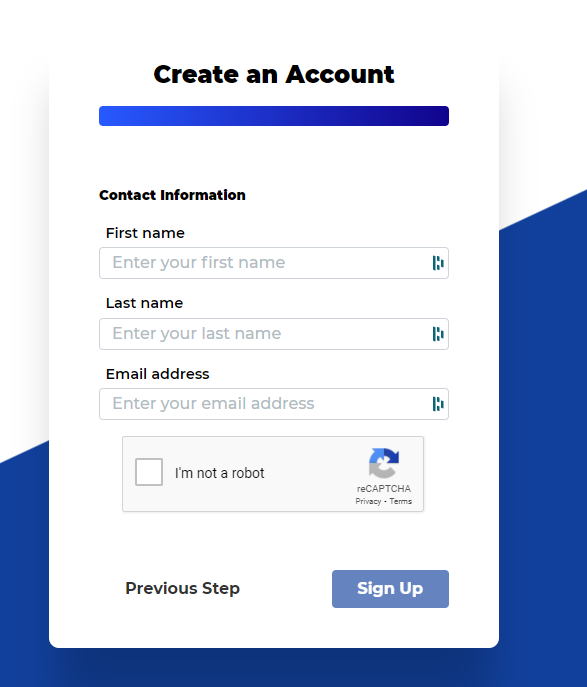 Create an Account
Contact Information
First name
Enter your first name
Last name
Enter your last name
Email address
Enter your email address
I'm not a robot
reCAPTCHA
Privacy - Terms
Previous Step
Sign Up